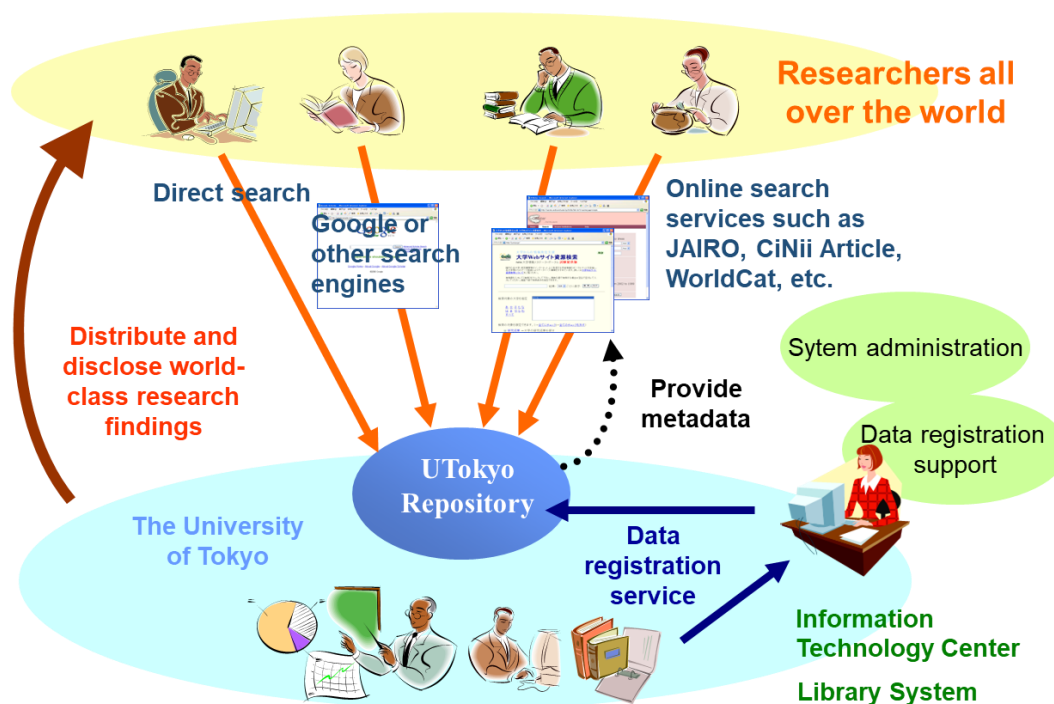 Researchers all
over the world
Direct search
Google or
other search
engines
Online search
services such as
JAIRO, CiNii Article,
WorldCat, etc.
大学Webサイト資源検索
Distribute and
disclose world-
class research
findings
Provide
metadata
Sytem administration
Data registration
support
UTokyo
Repository
The University
of Tokyo
Data
registration
service
Information
Technology Center
Library System